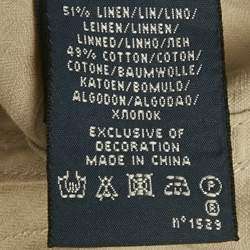 51% LINEN/LIN/LINO/
LEINEN/LINNEN/
LINNED/LINHO/ЛЕН
49% COTTON/COTON/
COTONE/BAUMWOLLE/
KATOEN/BOMULD/
ALGODON/ALGODAO/
ХЛОПОК
EXCLUSIVE OF
DECORATION
MADE IN CHINA
P
n°1529